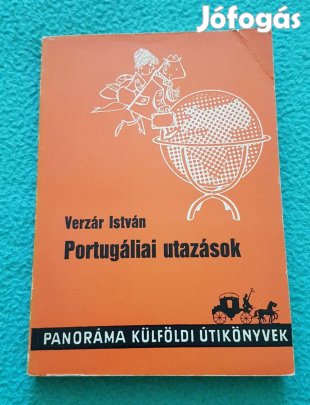 Jófogás
Verzár István
Portugáliai utazások
PANORÁMA KÜLFÖLDI ÚTIKÖNYVEK